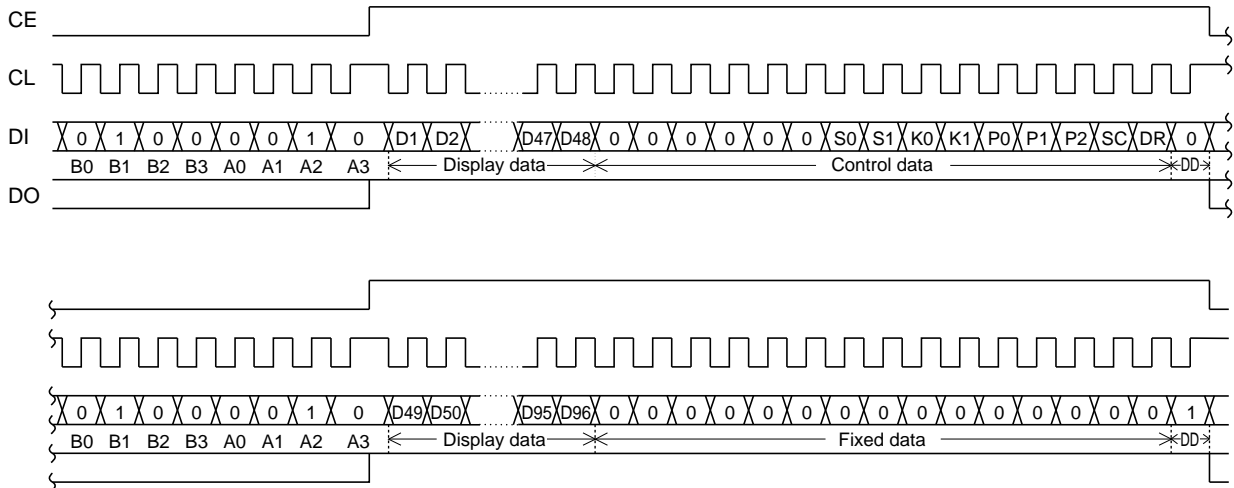 CE
CL
DI 0 1 0 0 0 0 1 0 D1 D2 D47 D48 0 0 0 0 0 0 S0 S1 K0 K1 P0 P1 P2 SC DR 0
B0 B1 B2 B3 A0 A1 A2 A3 Display data Control data DD
DO
0 1 0 0 0 0 1 0 D49 D50 D95 D96 0 0 0 0 0 0 0 0 0 0 0 0 0 0 0 1
B0 B1 B2 B3 A0 A1 A2 A3 Display data Fixed data DD